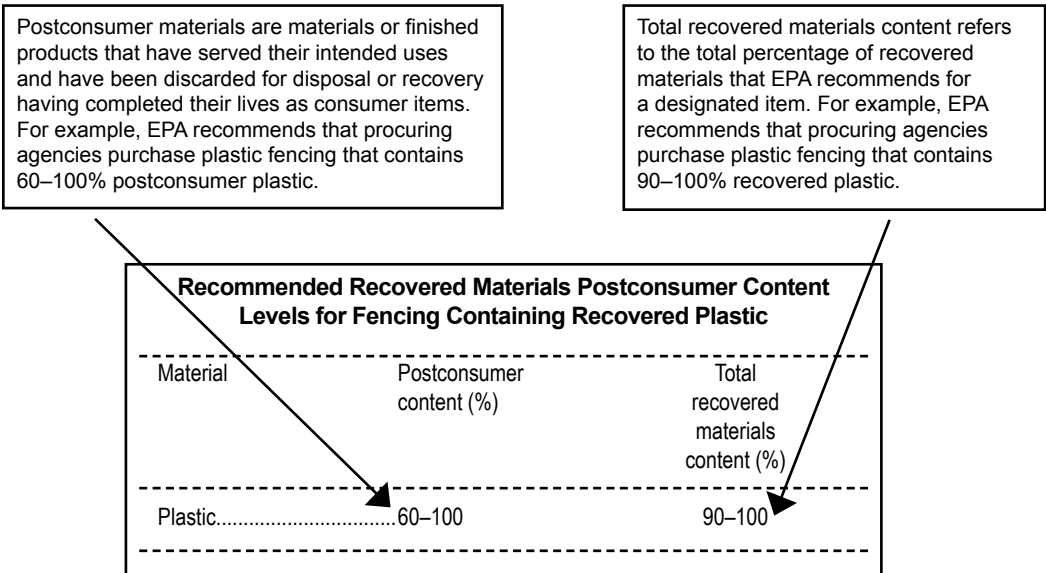 Postconsumer materials are materials or finished
products that have served their intended uses
and have been discarded for disposal or recovery
having completed their lives as consumer items.
For example, EPA recommends that procuring
agencies purchase plastic fencing that contains
60–100% postconsumer plastic.
Total recovered materials content refers
to the total percentage of recovered
materials that EPA recommends for
a designated item. For example, EPA
recommends that procuring agencies
purchase plastic fencing that contains
90–100% recovered plastic.
Recommended Recovered Materials Postconsumer Content
Levels for Fencing Containing Recovered Plastic
Material
Postconsumer
content (%)
Total
recovered
materials
content (%)
Plastic.................................60–100 90–100